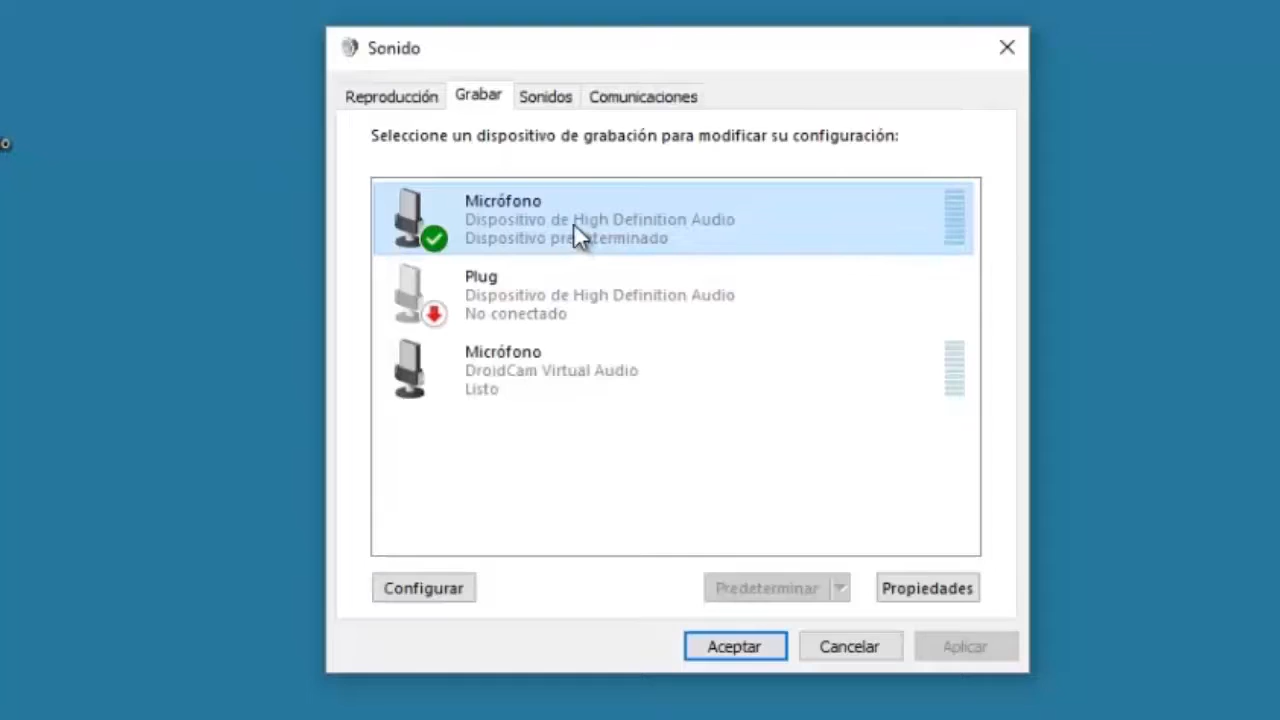 Sonido
Reproducción Grabar Sonidos Comunicaciones
Seleccione un dispositivo de grabación para modificar su configuración:
Micrófono
Dispositivo de High Definition Audio
Dispositivo predeterminado
Plug
Dispositivo de High Definition Audio
No conectado
Micrófono
DroidCam Virtual Audio
Listo
Configurar Predeterminar Propiedades
Aceptar Cancelar Aplicar
o